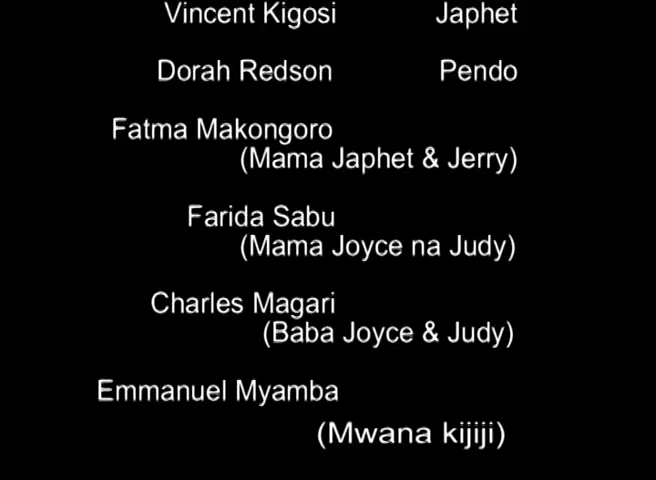 Vincent Kigosi Japhet
Dorah Redson Pendo
Fatma Makongoro
(Mama Japhet & Jerry)
Farida Sabu
(Mama Joyce na Judy)
Charles Magari
(Baba Joyce & Judy)
Emmanuel Myamba
(Mwana kijiji)